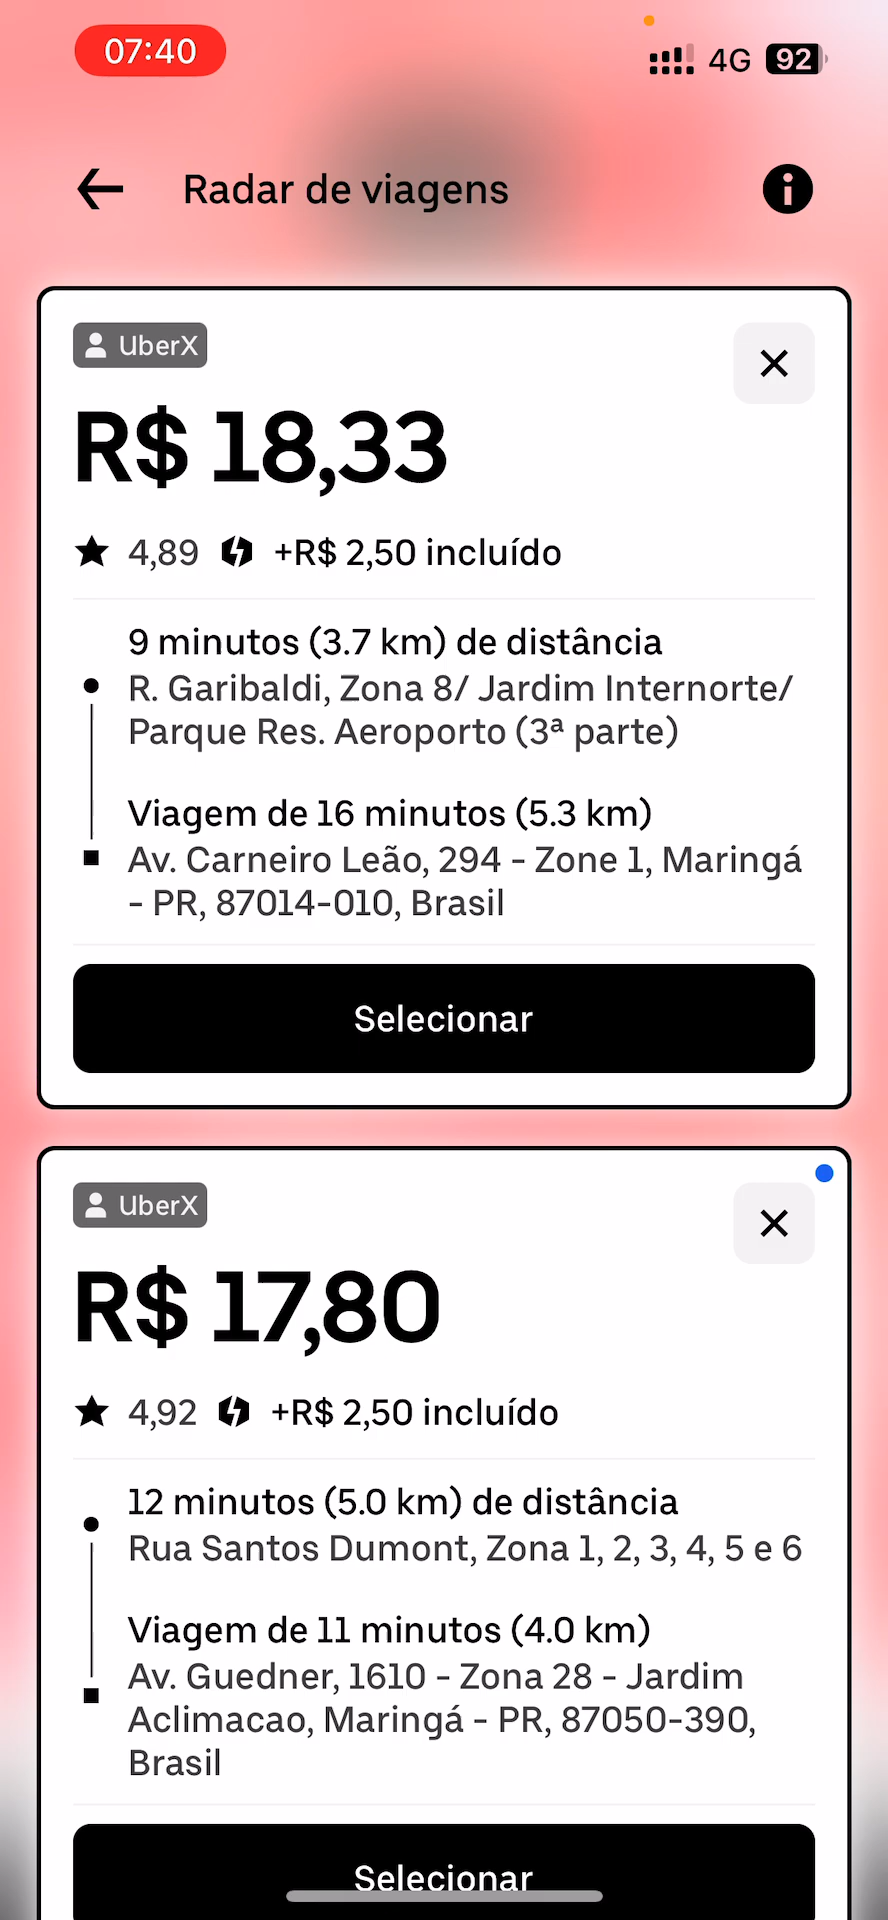 07:40
4G 92
Radar de viagens
UberX
R$ 18,33
4,89 +R$ 2,50 incluído
9 minutos (3.7 km) de distância
R. Garibaldi, Zona 8/ Jardim Internorte/
Parque Res. Aeroporto (3ª parte)
Viagem de 16 minutos (5.3 km)
Av. Carneiro Leão, 294 - Zone 1, Maringá
- PR, 87014-010, Brasil
Selecionar
UberX
R$ 17,80
4,92 +R$ 2,50 incluído
12 minutos (5.0 km) de distância
Rua Santos Dumont, Zona 1, 2, 3, 4, 5 e 6
Viagem de 11 minutos (4.0 km)
Av. Guedner, 1610 - Zona 28 - Jardim
Aclimacao, Maringá - PR, 87050-390,
Brasil
Selecionar